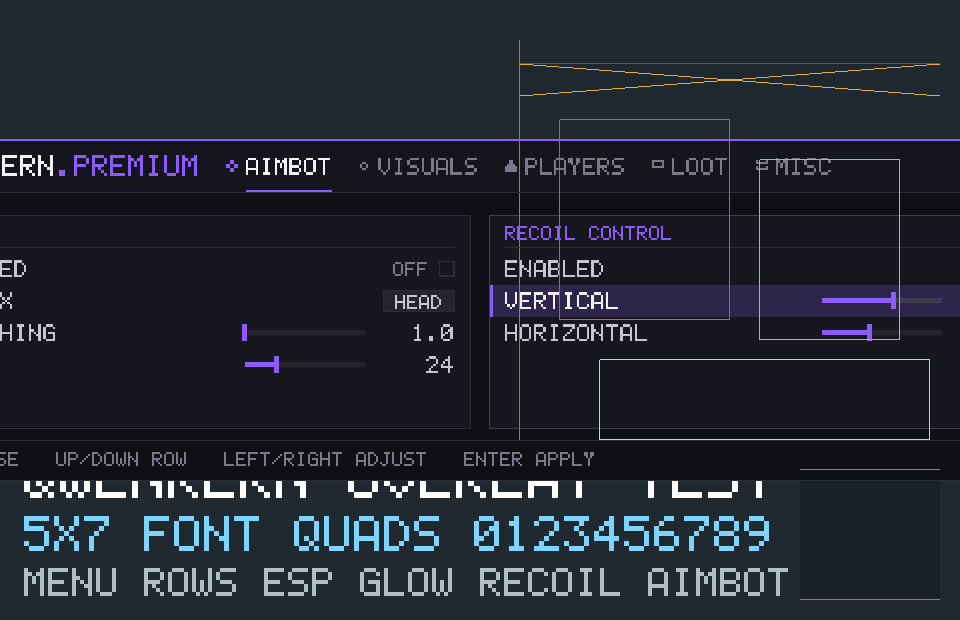 ERN.PREMIUM AIMBOT VISUALS PLAYERS LOOT MISC
RECOIL CONTROL
ED OFF ENABLED
X HEAD VERTICAL
HING 1.0 HORIZONTAL
24
SE UP/DOWN ROW LEFT/RIGHT ADJUST ENTER APPLY
OVERLAY TEST
5X7 FONT QUADS 0123456789
MENU ROWS ESP GLOW RECOIL AIMBOT